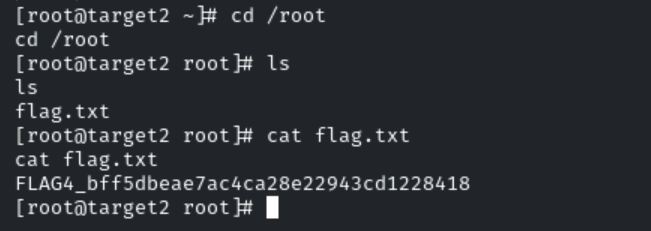 [root@target2 ~]# cd /root
cd /root
[root@target2 root]# ls
ls
flag.txt
[root@target2 root]# cat flag.txt
cat flag.txt
FLAG4_bff5dbeae7ac4ca28e22943cd1228418
[root@target2 root]#